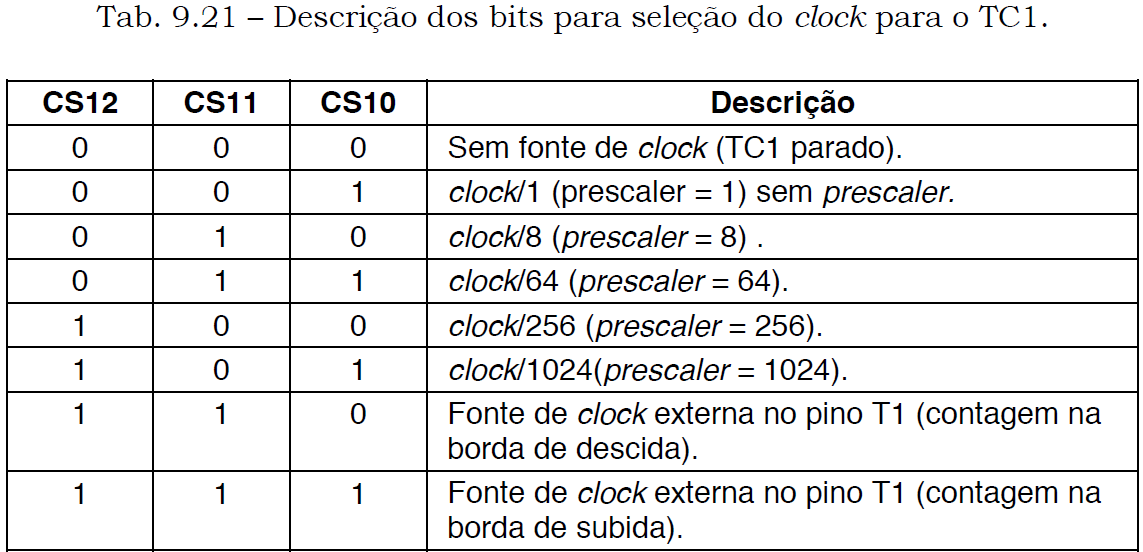 Tab. 9.21 – Descrição dos bits para seleção do clock para o TC1.
CS12 CS11 CS10 Descrição
0 0 0 Sem fonte de clock (TC1 parado).
0 0 1 clock/1 (prescaler = 1) sem prescaler.
0 1 0 clock/8 (prescaler = 8) .
0 1 1 clock/64 (prescaler = 64).
1 0 0 clock/256 (prescaler = 256).
1 0 1 clock/1024(prescaler = 1024).
1 1 0 Fonte de clock externa no pino T1 (contagem na
borda de descida).
1 1 1 Fonte de clock externa no pino T1 (contagem na
borda de subida).